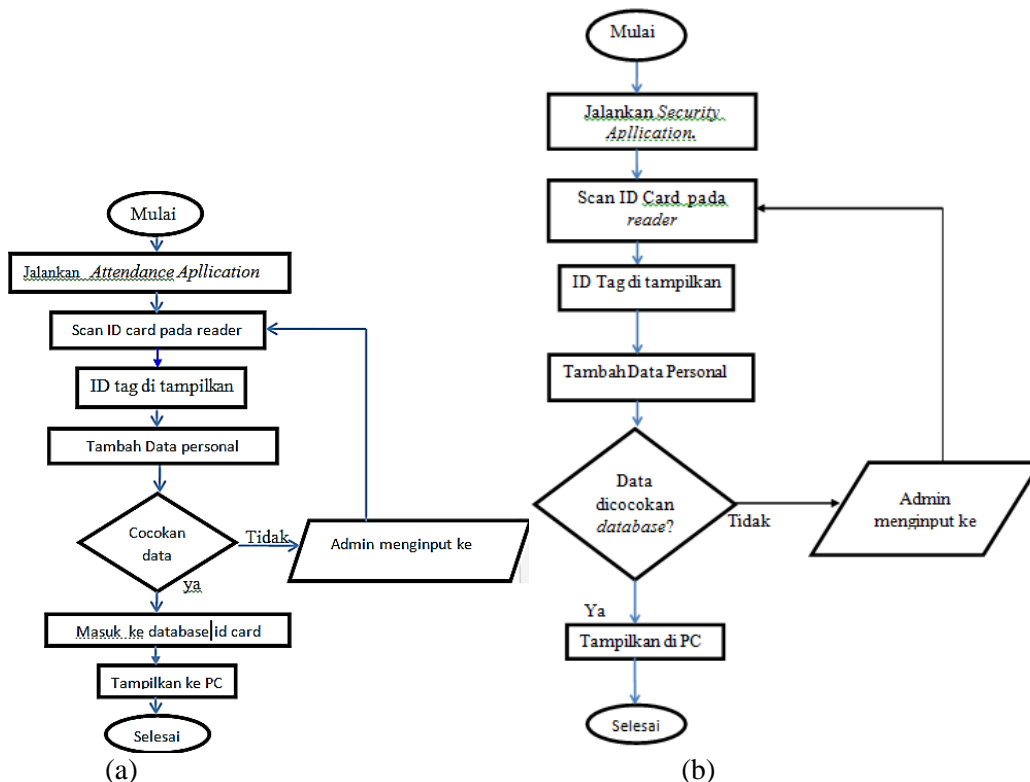 Mulai
Jalankan Attendance Apllication
Scan ID card pada reader
ID tag di tampilkan
Tambah Data personal
Cocokan
data
Tidak
Admin menginput ke
ya
Masuk ke database id card
Tampilkan ke PC
Selesai
(a)
Mulai
Jalankan Security
Apllication.
Scan ID Card pada
reader
ID Tag di tampilkan
Tambah Data Personal
Data
dicocokan
database?
Tidak
Admin
menginput ke
Ya
Tampilkan di PC
Selesai
(b)